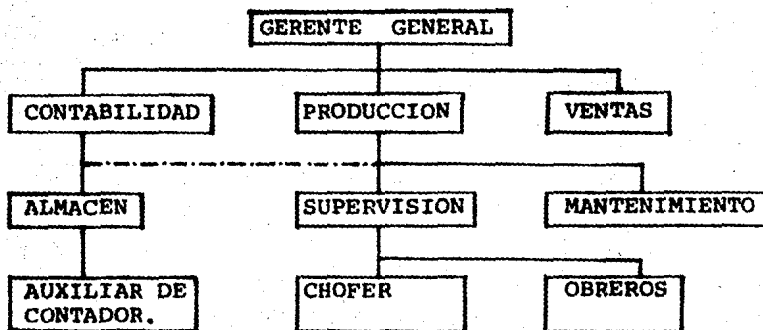 GERENTE GENERAL
CONTABILIDAD
PRODUCCION
VENTAS
ALMACEN
SUPERVISION
MANTENIMIENTO
AUXILIAR DE
CONTADOR.
CHOFER
OBREROS